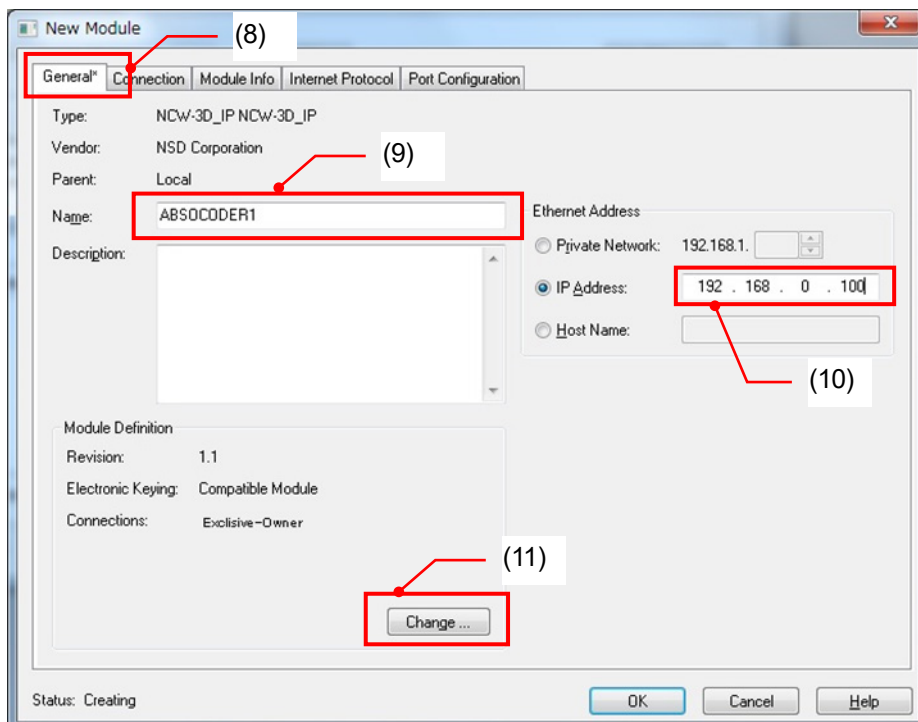 New Module
(8)
General* Connection Module Info Internet Protocol Port Configuration
Type: NCW-3D_IP NCW-3D_IP
Vendor: NSD Corporation
(9)
Parent: Local
Name: ABSOCODER1
Ethernet Address
Description:
Private Network: 192.168.1.
IP Address: 192 . 168 . 0 . 100
Host Name:
(10)
Module Definition
Revision: 1.1
Electronic Keying: Compatible Module
Connections: Exclisive-Owner
(11)
Change ...
Status: Creating
OK Cancel Help